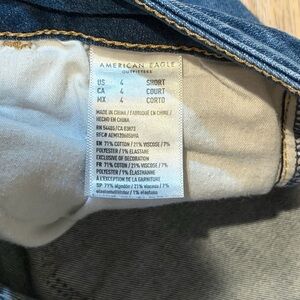 AMERICAN EAGLE
OUTFITTERS
US 4 SHORT
CA 4 COURT
MX 4 CORTO
MADE IN CHINA / FABRIQUÉ EN CHINE /
HECHO EN CHINA
RN 54485/CA 03873
EN 71% COTTON / 21% VISCOSE / 7%
POLYESTER / 1% ELASTANE
EXCLUSIVE OF DECORATION
FR 71% COTON / 21% VISCOSE / 7%
POLYESTER / 1% ÉLASTHANNE
À L'EXCEPTION DE LA GARNITURE
SP 71% algodón / 21% viscosa / 7%
/ 1% elastano